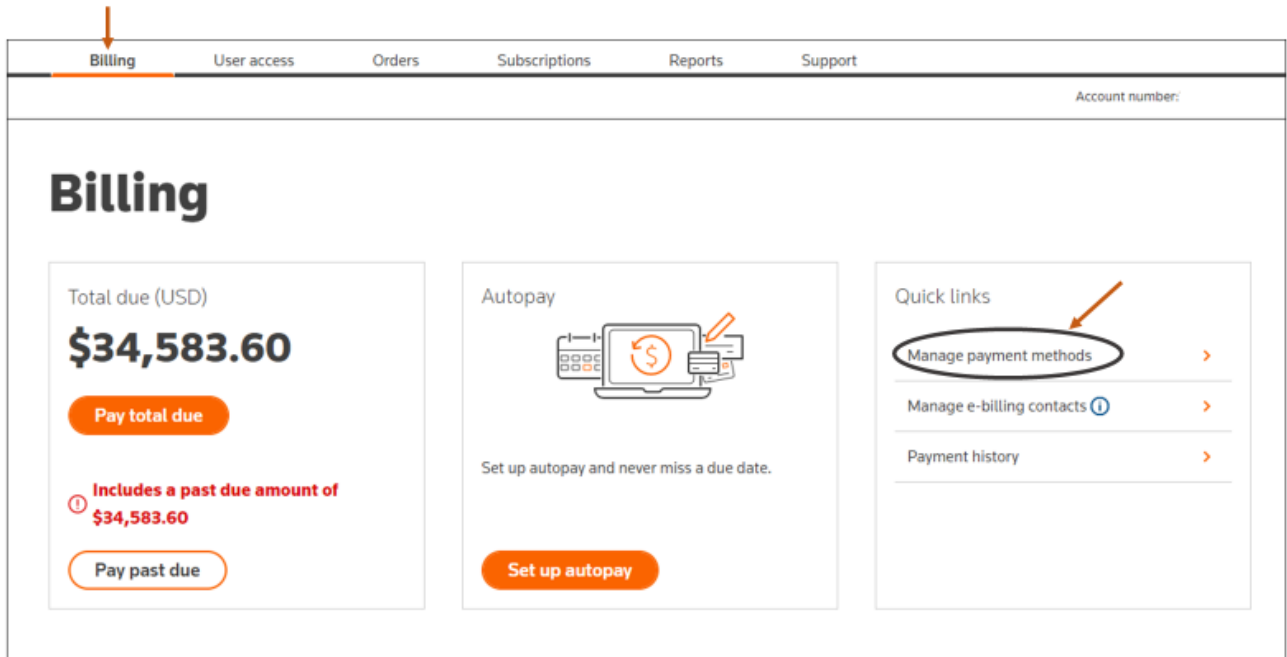 Billing User access Orders Subscriptions Reports Support
Account number:
Billing
Total due (USD)
$34,583.60
Pay total due
Includes a past due amount of
$34,583.60
Pay past due
Autopay
$
Set up autopay and never miss a due date.
Set up autopay
Quick links
Manage payment methods
Manage e-billing contacts
Payment history